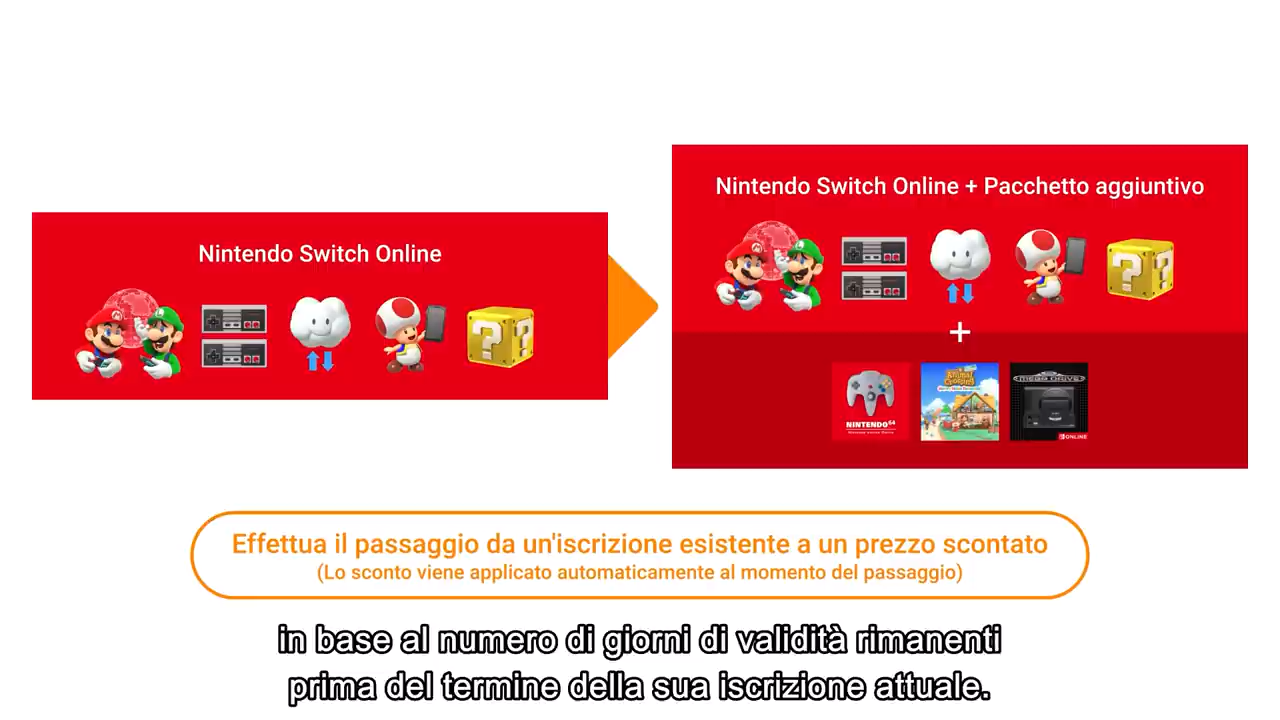 Nintendo Switch Online + Pacchetto aggiuntivo
Nintendo Switch Online
+
NINTENDO 64
Animal Crossing
MEGA DRIVE
ONLINE
Effettua il passaggio da un'iscrizione esistente a un prezzo scontato
(Lo sconto viene applicato automaticamente al momento del passaggio)
in base al numero di giorni di validità rimanenti
prima del termine della sua iscrizione attuale.